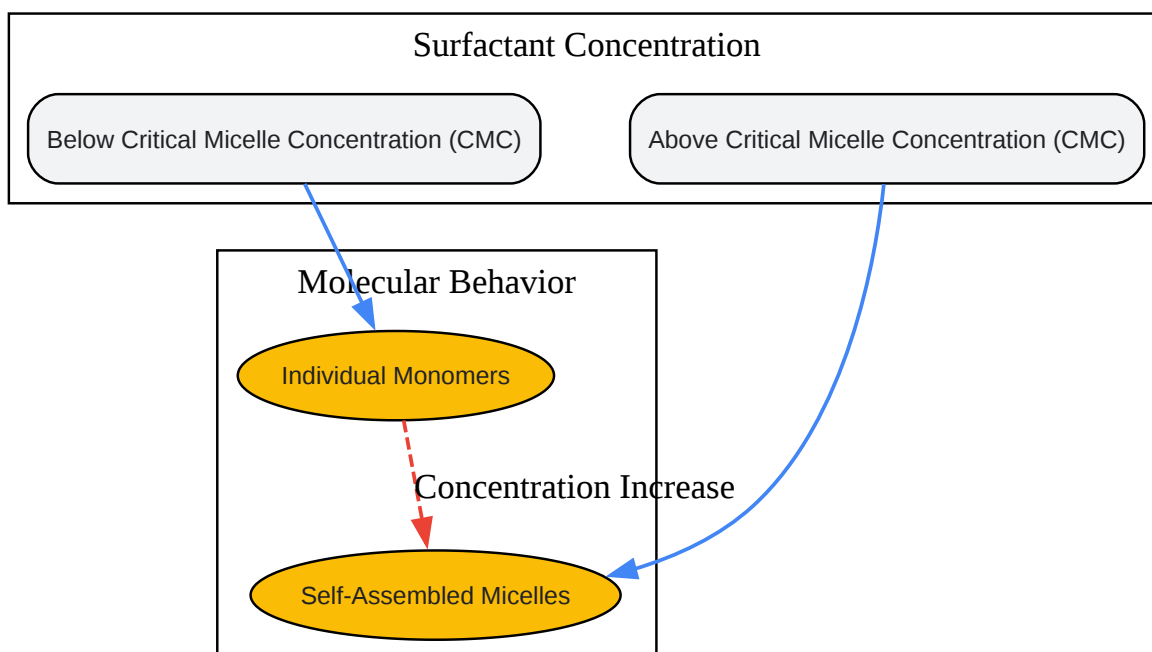 Surfactant Concentration
Below Critical Micelle Concentration (CMC)
Above Critical Micelle Concentration (CMC)
Molecular Behavior
Individual Monomers
Concentration Increase
Self-Assembled Micelles